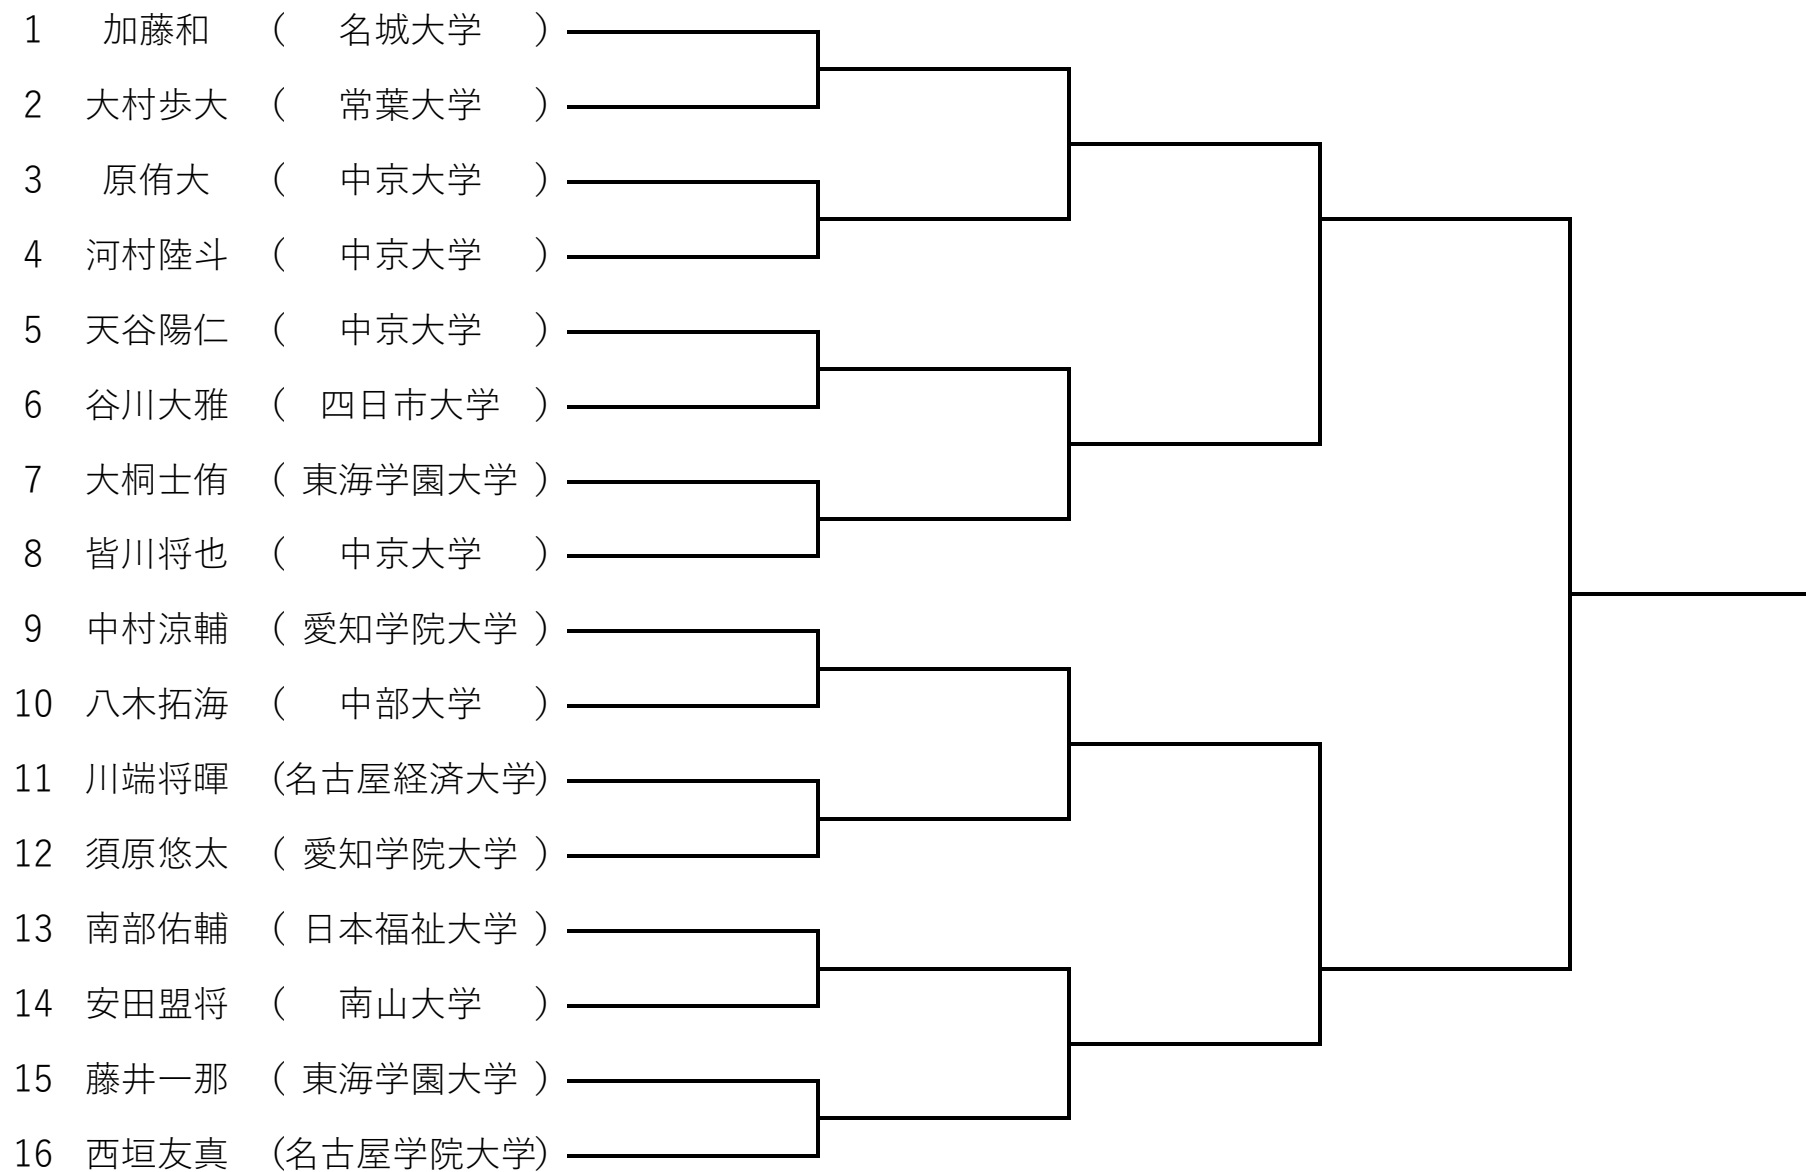 1 加藤和 ( 名城大学 )
2 大村歩大 ( 常葉大学 )
3 原侑大 ( 中京大学 )
4 河村陸斗 ( 中京大学 )
5 天谷陽仁 ( 中京大学 )
6 谷川大雅 ( 四日市大学 )
7 大桐士侑 ( 東海学園大学 )
8 皆川将也 ( 中京大学 )
9 中村涼輔 ( 愛知学院大学 )
10 八木拓海 ( 中部大学 )
11 川端将暉 (名古屋経済大学)
12 須原悠太 ( 愛知学院大学 )
13 南部佑輔 ( 日本福祉大学 )
14 安田盟将 ( 南山大学 )
15 藤井一那 ( 東海学園大学 )
16 西垣友真 (名古屋学院大学)